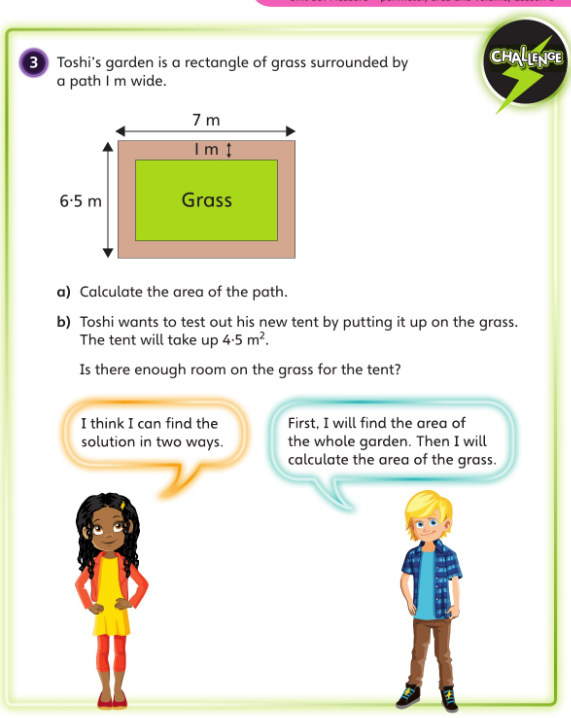 3 Toshi's garden is a rectangle of grass surrounded by
a path 1 m wide.
CHALLENGE
7 m
1 m
6·5 m
Grass
a) Calculate the area of the path.
b) Toshi wants to test out his new tent by putting it up on the grass.
The tent will take up 4·5 m².
Is there enough room on the grass for the tent?
I think I can find the
solution in two ways.
First, I will find the area of
the whole garden. Then I will
calculate the area of the grass.